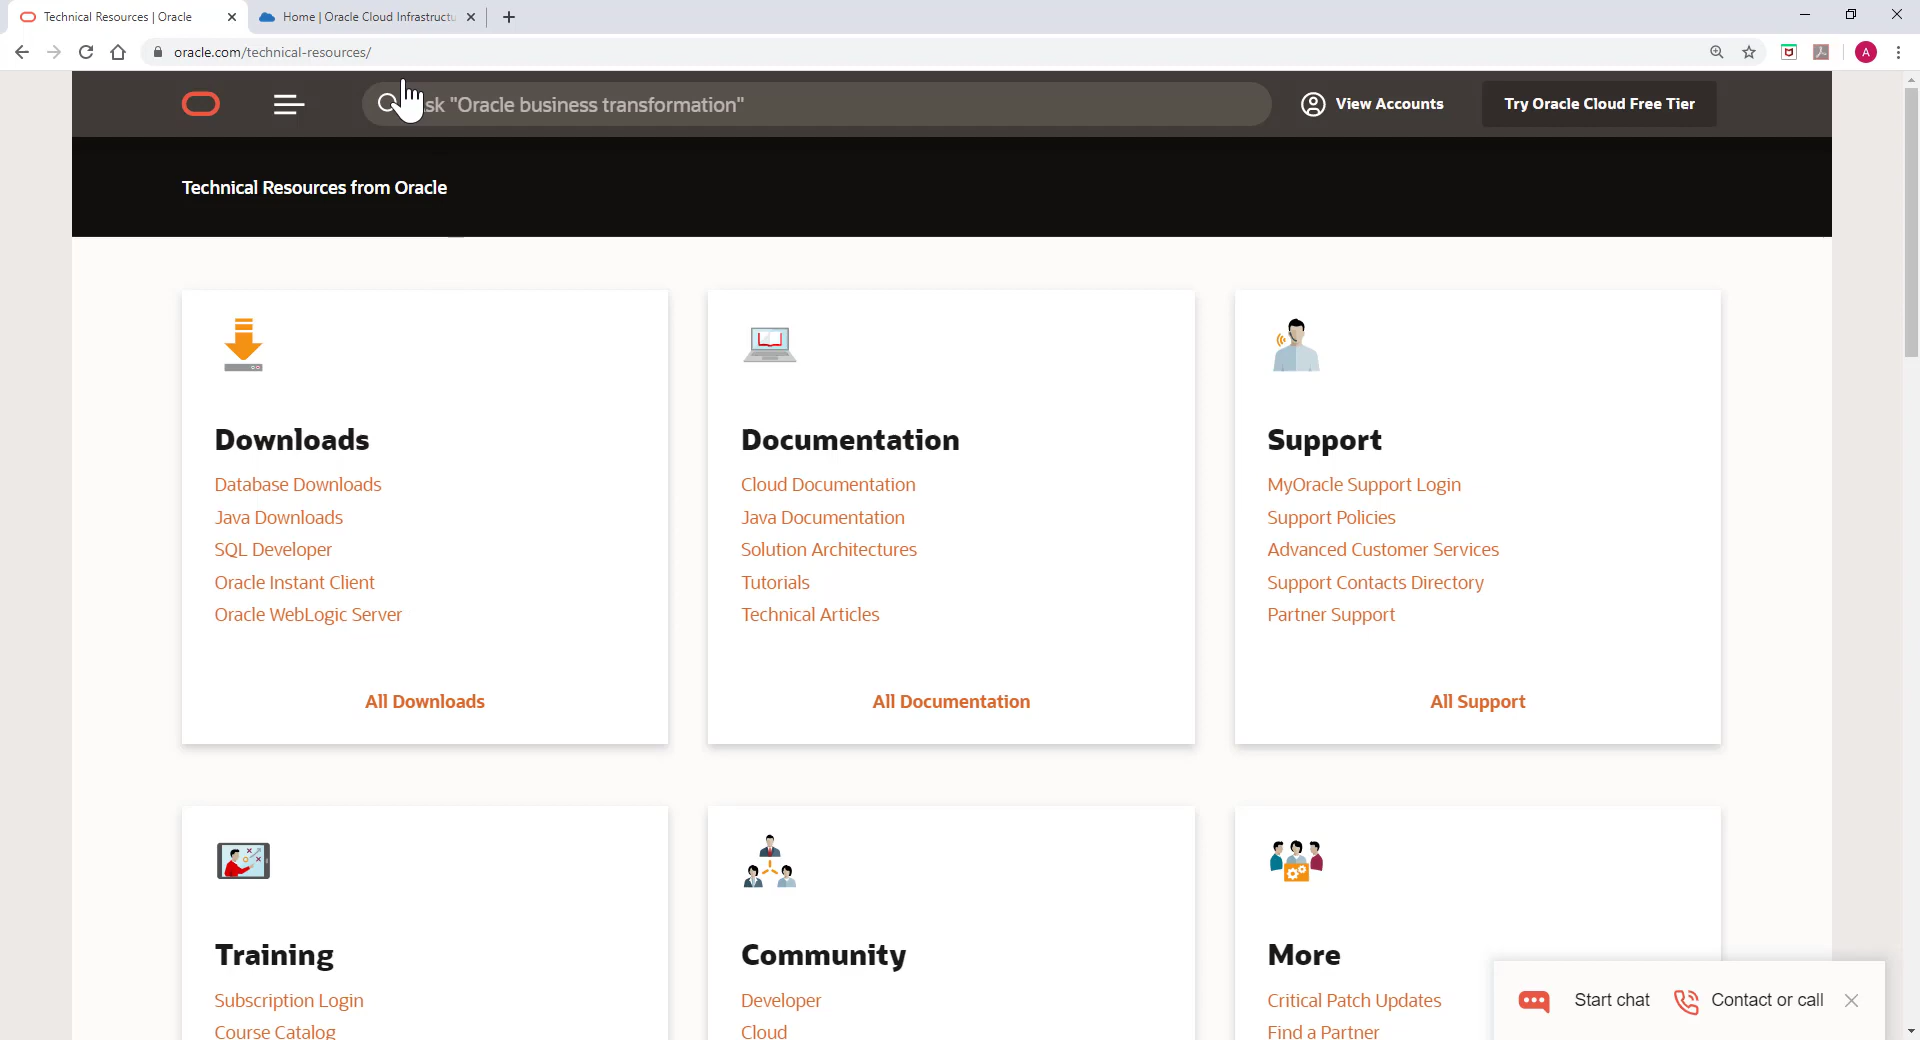 Technical Resources | Oracle
Home | Oracle Cloud Infrastructu
oracle.com/technical-resources/
A
sk "Oracle business transformation"
View Accounts
Try Oracle Cloud Free Tier
Technical Resources from Oracle
Downloads
Database Downloads
Java Downloads
SQL Developer
Oracle Instant Client
Oracle WebLogic Server
All Downloads
Documentation
Cloud Documentation
Java Documentation
Solution Architectures
Tutorials
Technical Articles
All Documentation
Support
MyOracle Support Login
Support Policies
Advanced Customer Services
Support Contacts Directory
Partner Support
All Support
Training
Subscription Login
Course Catalog
Community
Developer
Cloud
More
Critical Patch Updates
Find a Partner
Start chat
Contact or call